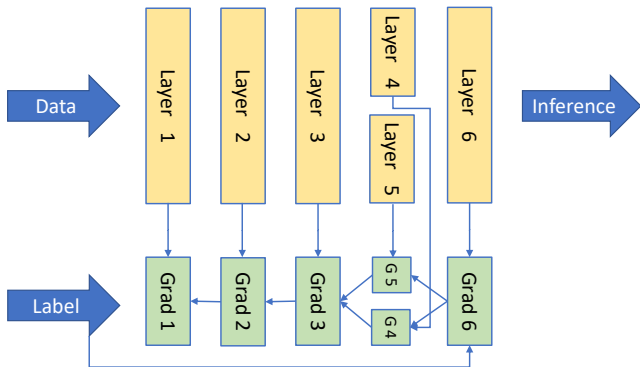 Data
Layer 1
Layer 2
Layer 3
Layer 4
Layer 5
Layer 6
Inference
Label
Grad 1
Grad 2
Grad 3
G 5
G 4
Grad 6